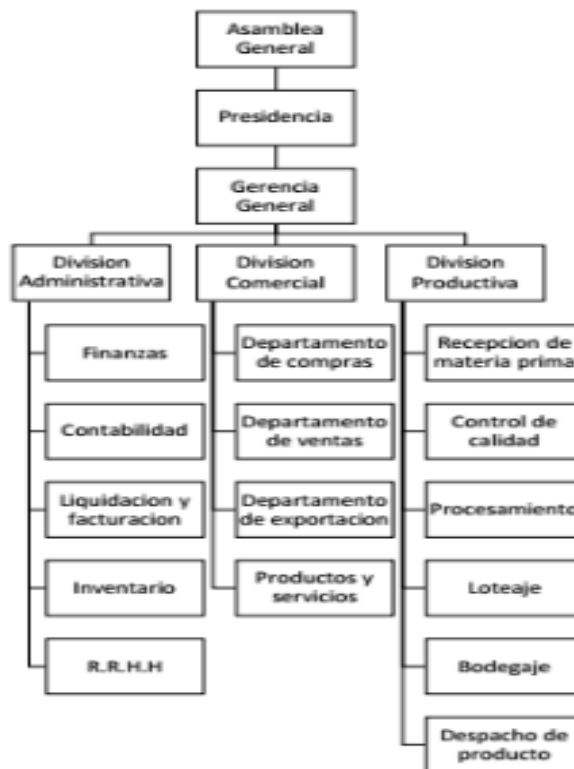 Asamblea
General
Presidencia
Gerencia
General
Division
Administrativa
Finanzas
Contabilidad
Liquidacion y
facturacion
Inventario
R.R.H.H
Division
Comercial
Departamento
de compras
Departamento
de ventas
Departamento
de exportacion
Productos y
servicios
Division
Productiva
Recepcion de
materia prima
Control de
calidad
Procesamiento
Loteaje
Bodegaje
Despacho de
producto